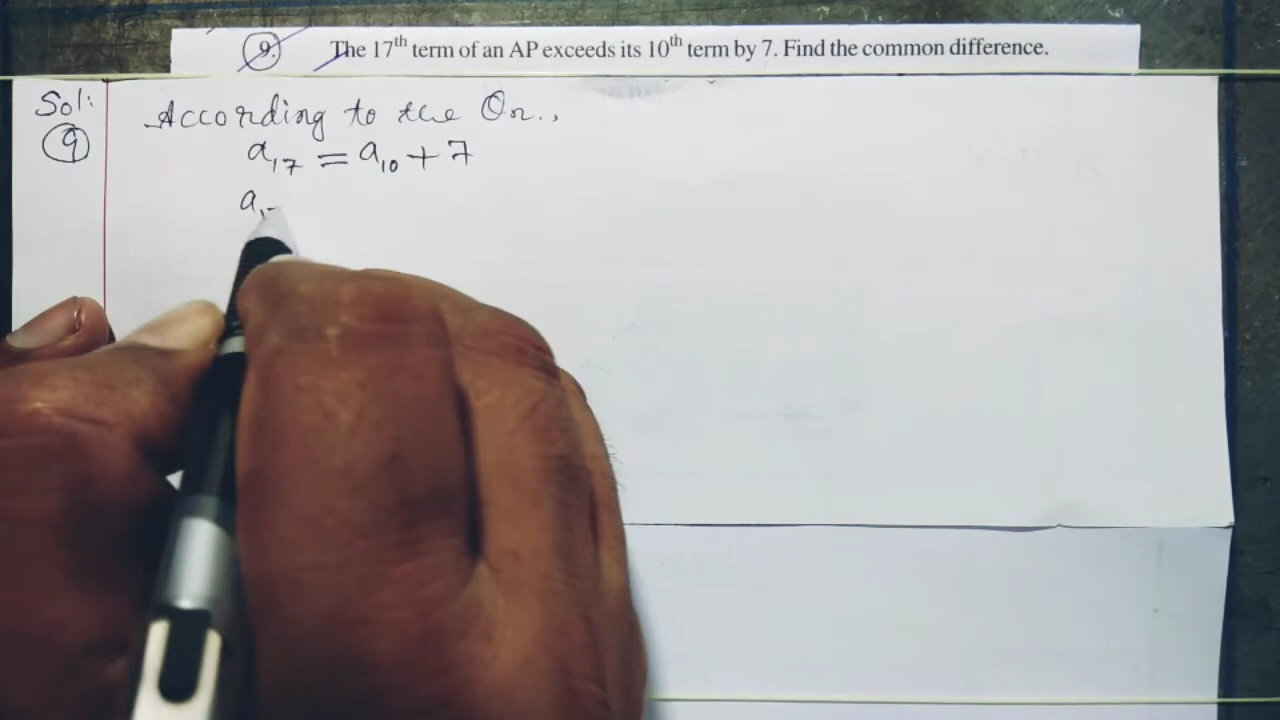 9. The 17th term of an AP exceeds its 10th term by 7. Find the common difference.
Sol:
9
According to the Qn.,
a₁₇ = a₁₀ + 7
a₁